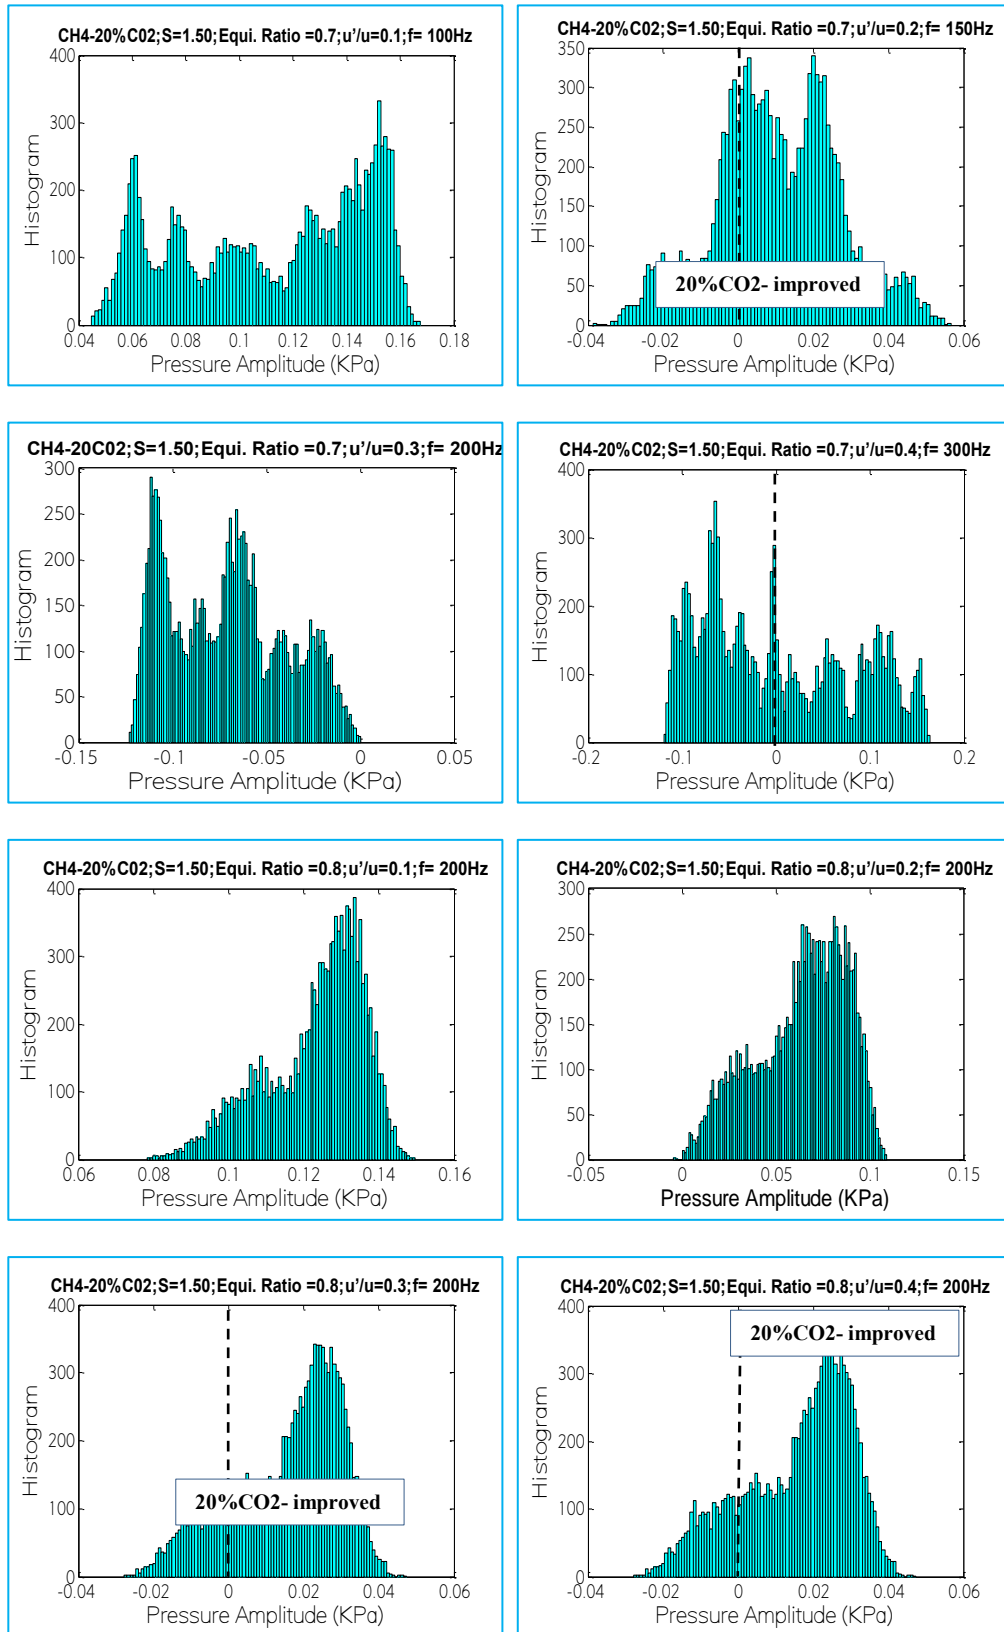 CH4-20%C02;S=1.50;Equi. Ratio =0.7;u'/u=0.1;f= 100Hz
400
300
200
100
0
0.04 0.06 0.08 0.1 0.12 0.14 0.16 0.18
Histogram
Pressure Amplitude (KPa)
CH4-20%C02;S=1.50;Equi. Ratio =0.7;u'/u=0.2;f= 150Hz
350
300
250
200
150
100
50
0
-0.04 -0.02 0 0.02 0.04 0.06
Histogram
20%CO2- improved
Pressure Amplitude (KPa)
CH4-20C02;S=1.50;Equi. Ratio =0.7;u'/u=0.3;f= 200Hz
300
250
200
150
100
50
0
-0.15 -0.1 -0.05 0 0.05
Histogram
Pressure Amplitude (KPa)
CH4-20%C02;S=1.50;Equi. Ratio =0.7;u'/u=0.4;f= 300Hz
400
300
200
100
0
-0.2 -0.1 0 0.1 0.2
Histogram
Pressure Amplitude (KPa)
CH4-20%C02;S=1.50;Equi. Ratio =0.8;u'/u=0.1;f= 200Hz
400
300
200
100
0
0.06 0.08 0.1 0.12 0.14 0.16
Histogram
Pressure Amplitude (KPa)
CH4-20%C02;S=1.50;Equi. Ratio =0.8;u'/u=0.2;f= 200Hz
300
250
200
150
100
50
0
-0.05 0 0.05 0.1 0.15
Histogram
Pressure Amplitude (KPa)
CH4-20%C02;S=1.50;Equi. Ratio =0.8;u'/u=0.3;f= 200Hz
400
300
200
100
0
-0.04 -0.02 0 0.02 0.04 0.06
Histogram
20%CO2- improved
Pressure Amplitude (KPa)
CH4-20%C02;S=1.50;Equi. Ratio =0.8;u'/u=0.4;f= 200Hz
400
300
200
100
0
-0.04 -0.02 0 0.02 0.04 0.06
Histogram
20%CO2- improved
Pressure Amplitude (KPa)